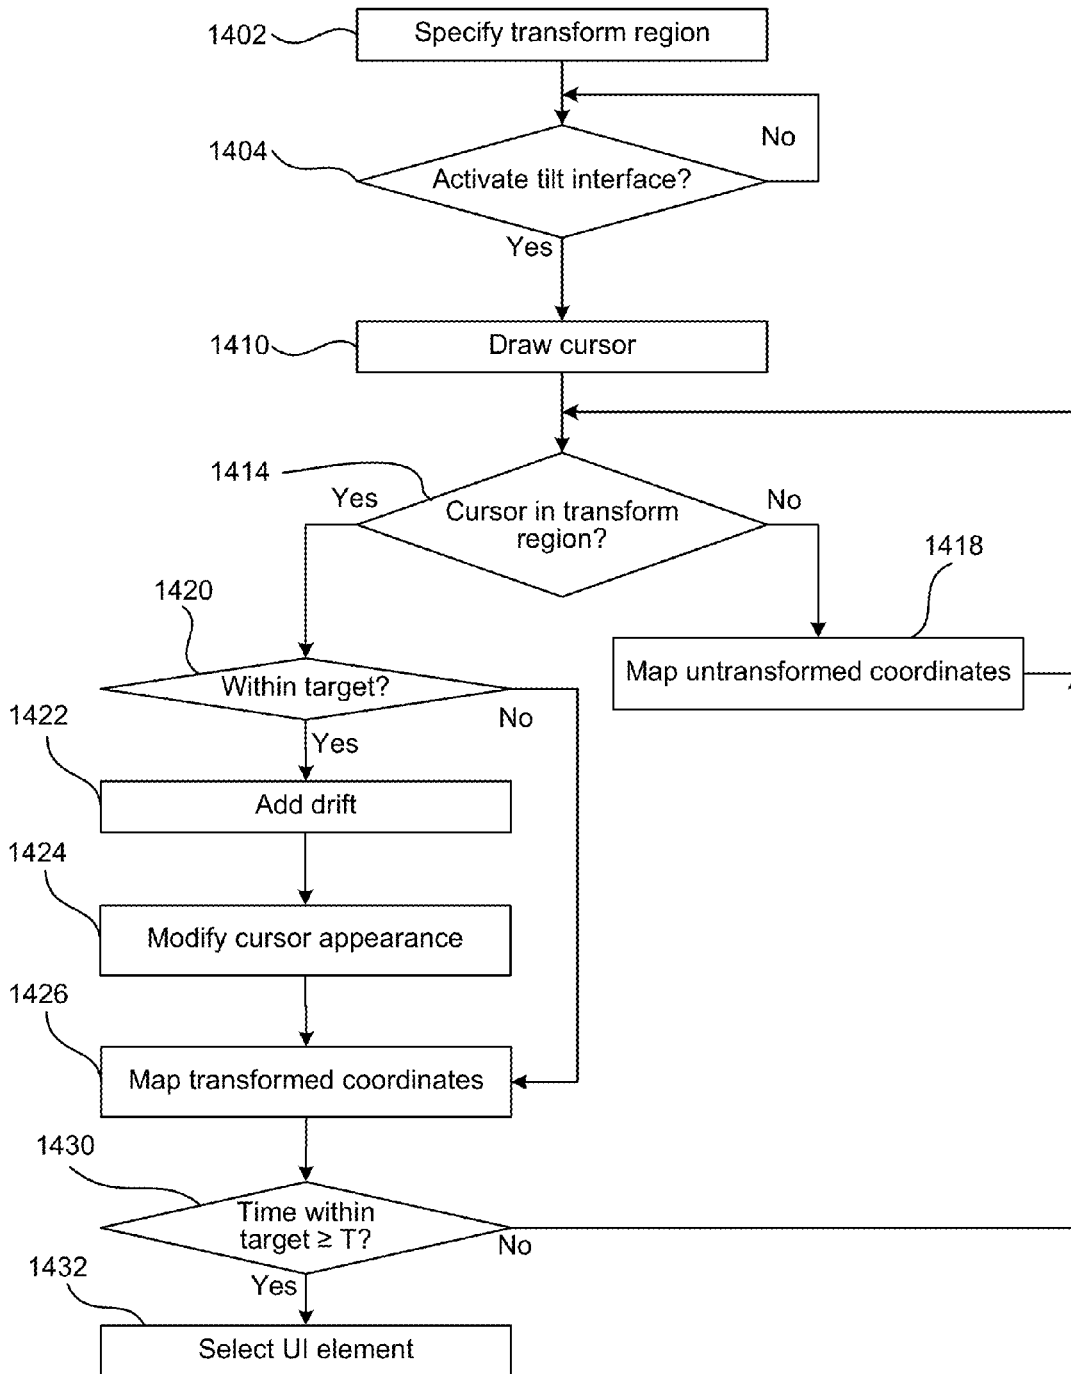 1402
Specify transform region
No
1404
Activate tilt interface?
Yes
1410
Draw cursor
1414
Yes
No
Cursor in transform
region?
1418
1420
Map untransformed coordinates
Within target?
1422
No
Yes
Add drift
1424
Modify cursor appearance
1426
Map transformed coordinates
1430
Time within
target ≥ T?
No
1432
Yes
Select UI element